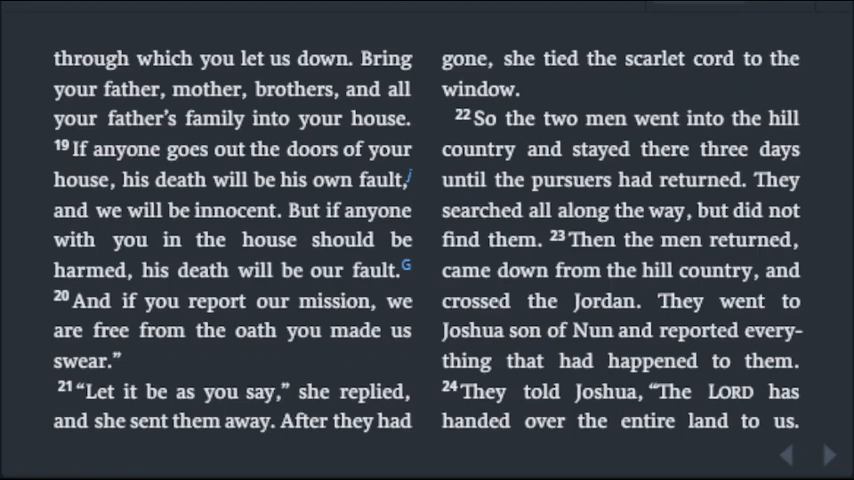 through which you let us down. Bring
your father, mother, brothers, and all
your father's family into your house.
19 If anyone goes out the doors of your
house, his death will be his own fault,j
and we will be innocent. But if anyone
with you in the house should be
harmed, his death will be our fault.G
20 And if you report our mission, we
are free from the oath you made us
swear.”
21 “Let it be as you say,” she replied,
and she sent them away. After they had
gone, she tied the scarlet cord to the
window.
22 So the two men went into the hill
country and stayed there three days
until the pursuers had returned. They
searched all along the way, but did not
find them. 23 Then the men returned,
came down from the hill country, and
crossed the Jordan. They went to
Joshua son of Nun and reported every-
thing that had happened to them.
24 They told Joshua, “The LORD has
handed over the entire land to us.